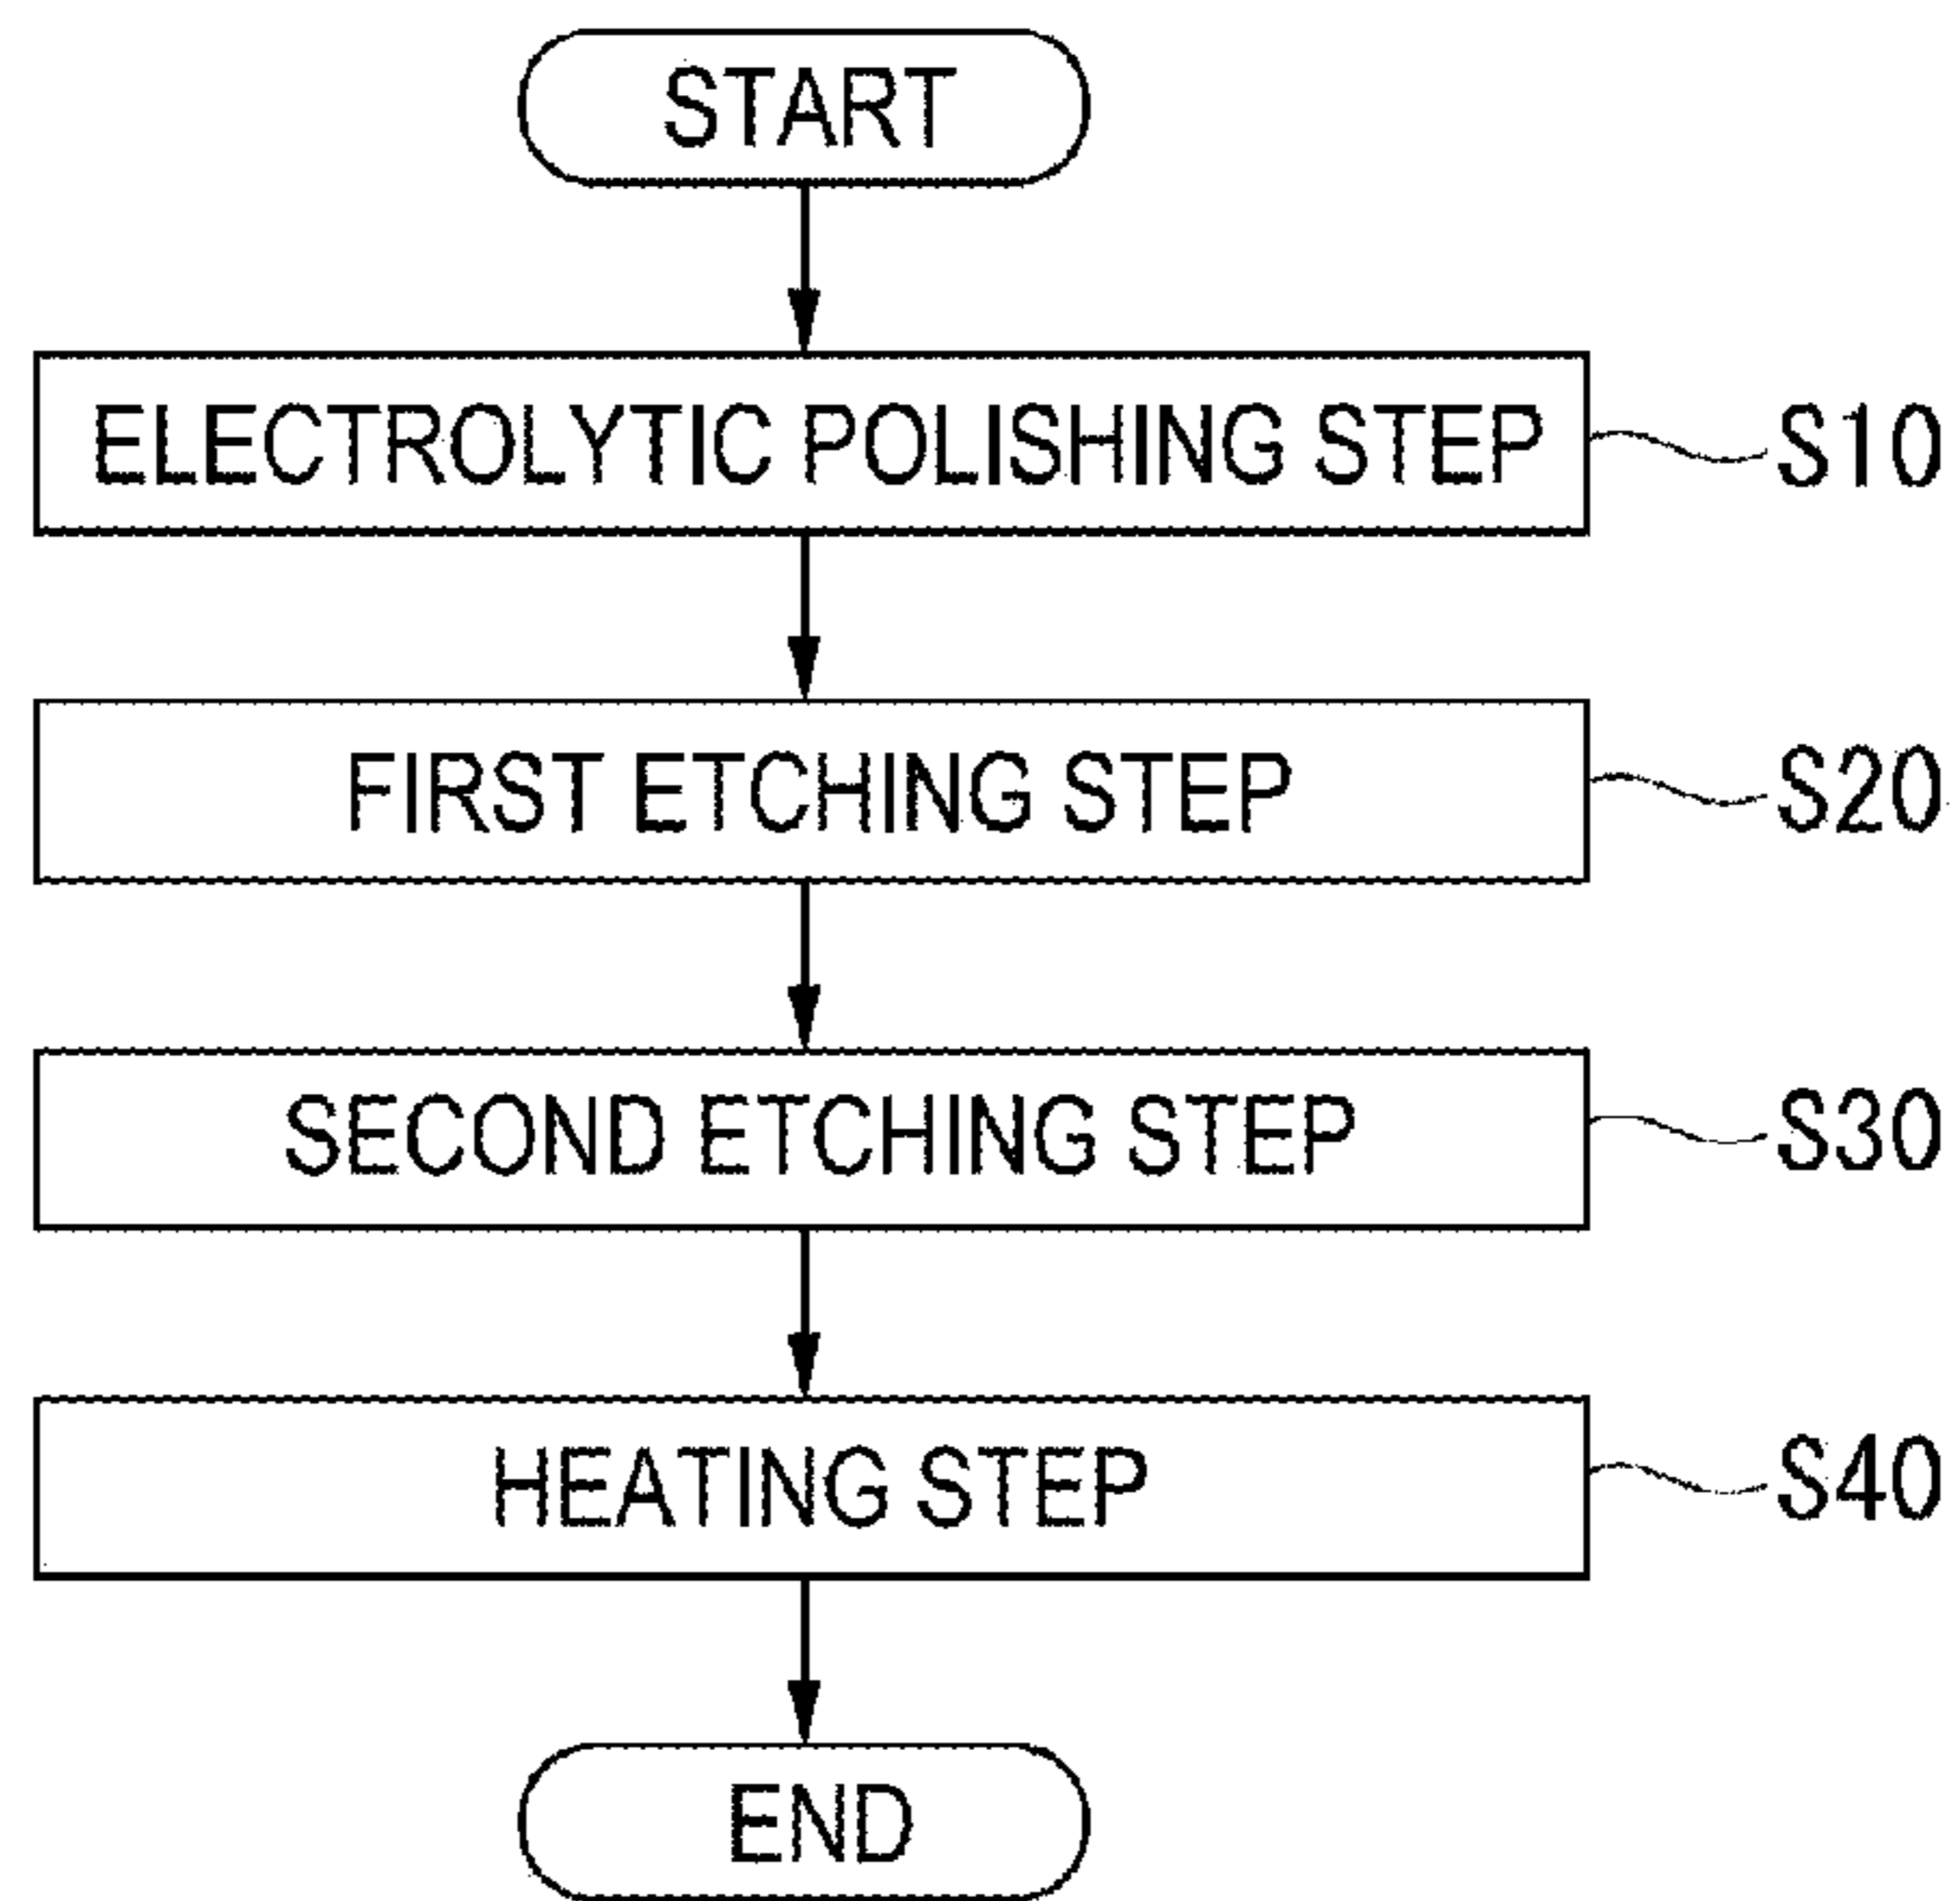 START
ELECTROLYTIC POLISHING STEP S10
FIRST ETCHING STEP S20
SECOND ETCHING STEP S30
HEATING STEP S40
END